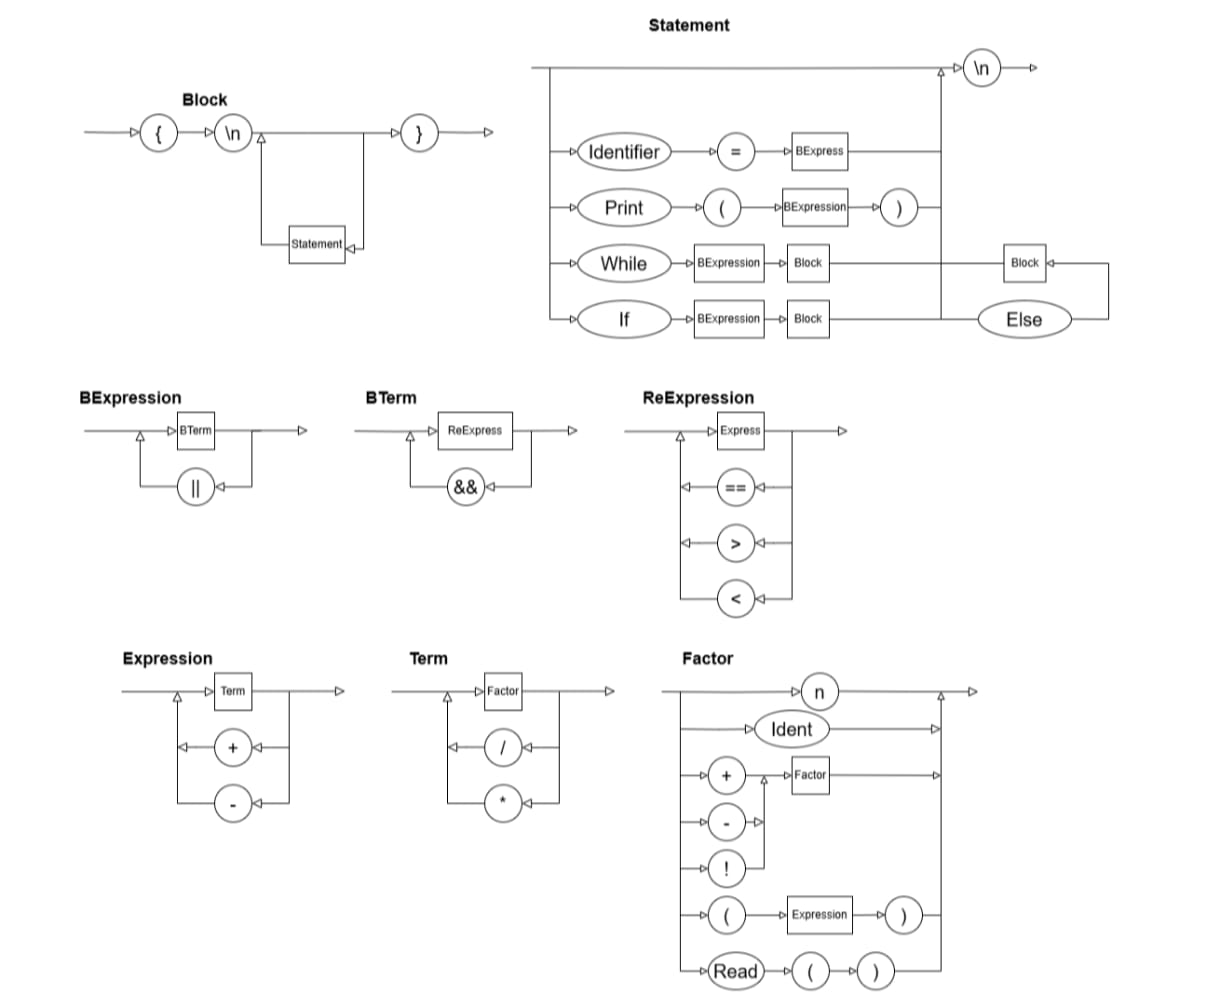 Statement
\n
Block
{ \n }
Statement
Identifier = BExpress
Print ( BExpression )
While BExpression Block Block
If BExpression Block Else
BExpression BTerm ReExpression
BTerm ReExpress Express
|| && ==
>
<
Expression Term Factor
Term Factor n
Ident
+ / + Factor
- * -
!
( Expression )
Read ( )